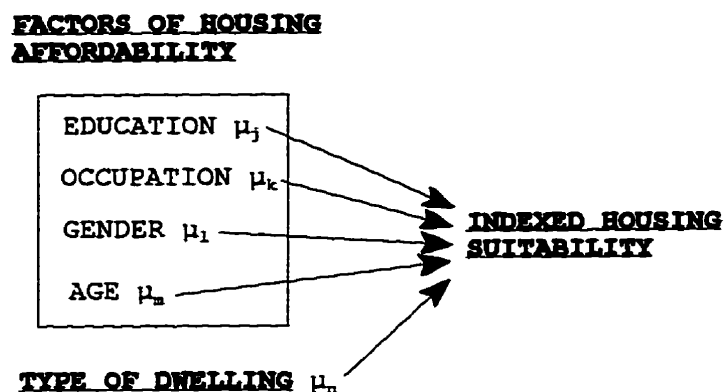 FACTORS OF HOUSING
AFFORDABILITY
EDUCATION μj
OCCUPATION μk
GENDER μl
AGE μm
INDEXED HOUSING
SUITABILITY
TYPE OF DWELLING μn